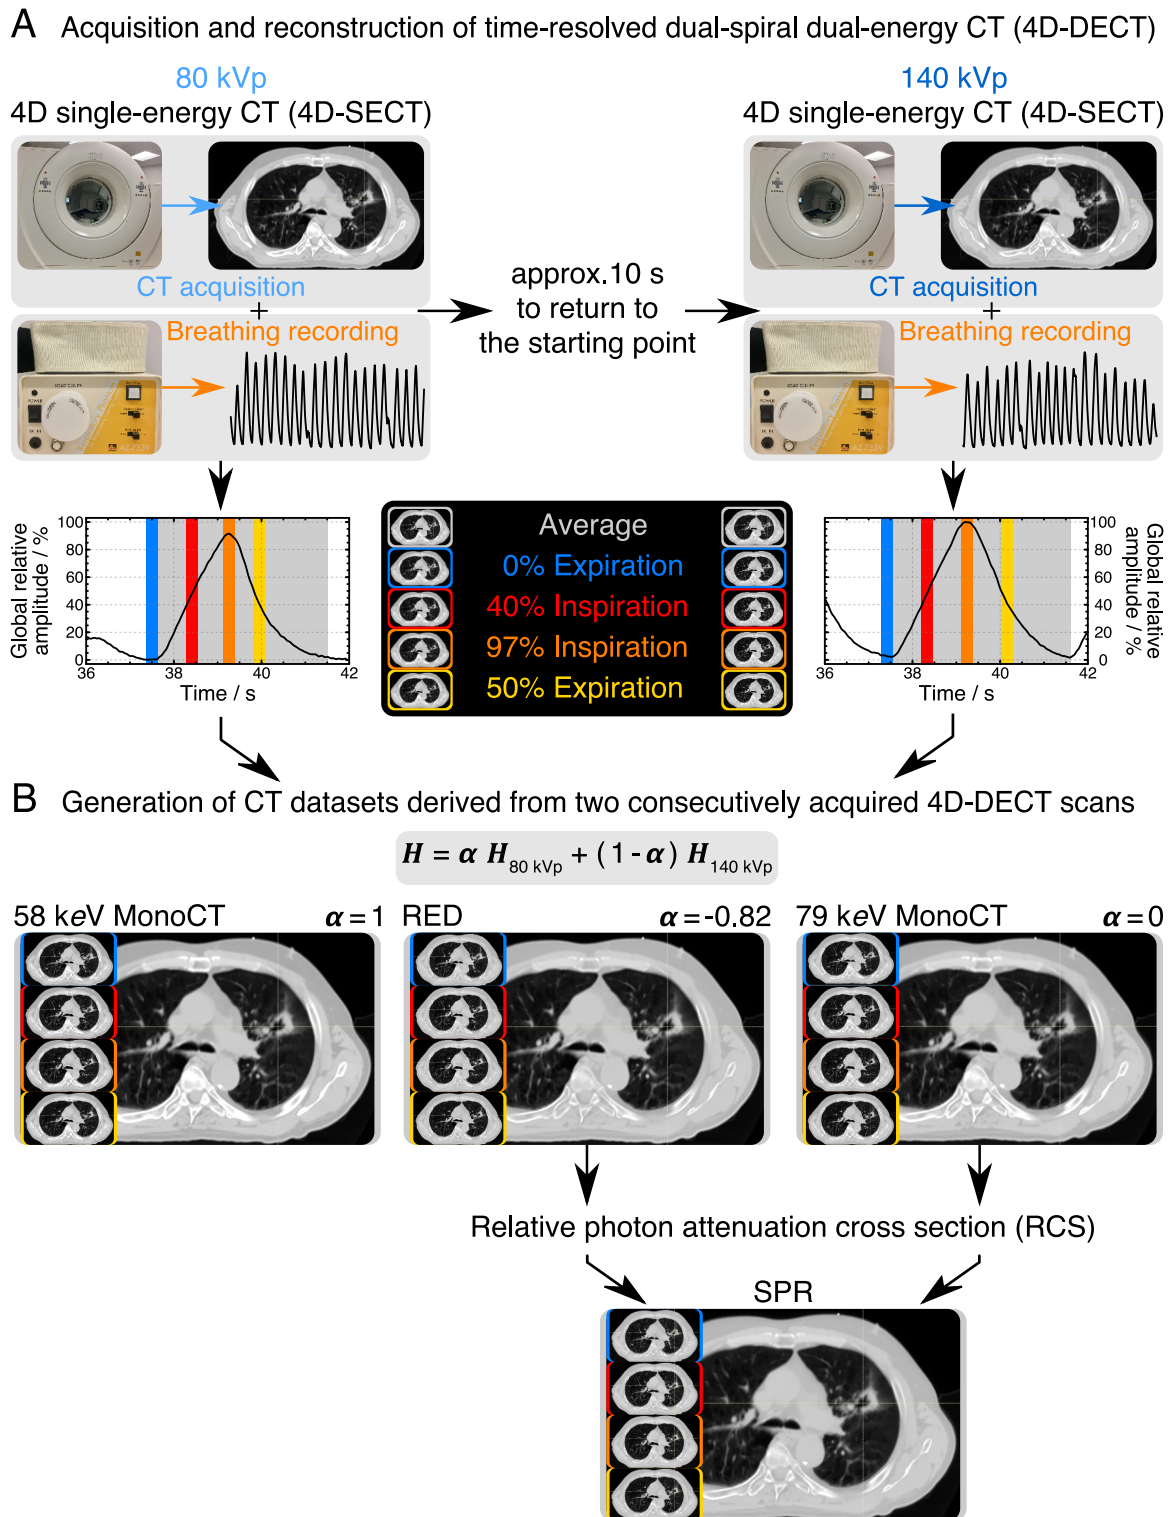 A Acquisition and reconstruction of time-resolved dual-spiral dual-energy CT (4D-DECT)
80 kVp
4D single-energy CT (4D-SECT)
140 kVp
4D single-energy CT (4D-SECT)
CT acquisition
+
Breathing recording
approx.10 s
to return to
the starting point
CT acquisition
+
Breathing recording
POWER
POWER
Global relative
amplitude / %
100
80
60
40
20
0
36 38 40 42
Time / s
Average
0% Expiration
40% Inspiration
97% Inspiration
50% Expiration
100
80
60
40
20
0
Global relative
amplitude / %
36 38 40 42
Time / s
B Generation of CT datasets derived from two consecutively acquired 4D-DECT scans
H = α H80 kVp + (1-α) H140 kVp
58 keV MonoCT α=1
RED α=-0.82
79 keV MonoCT α=0
Relative photon attenuation cross section (RCS)
SPR